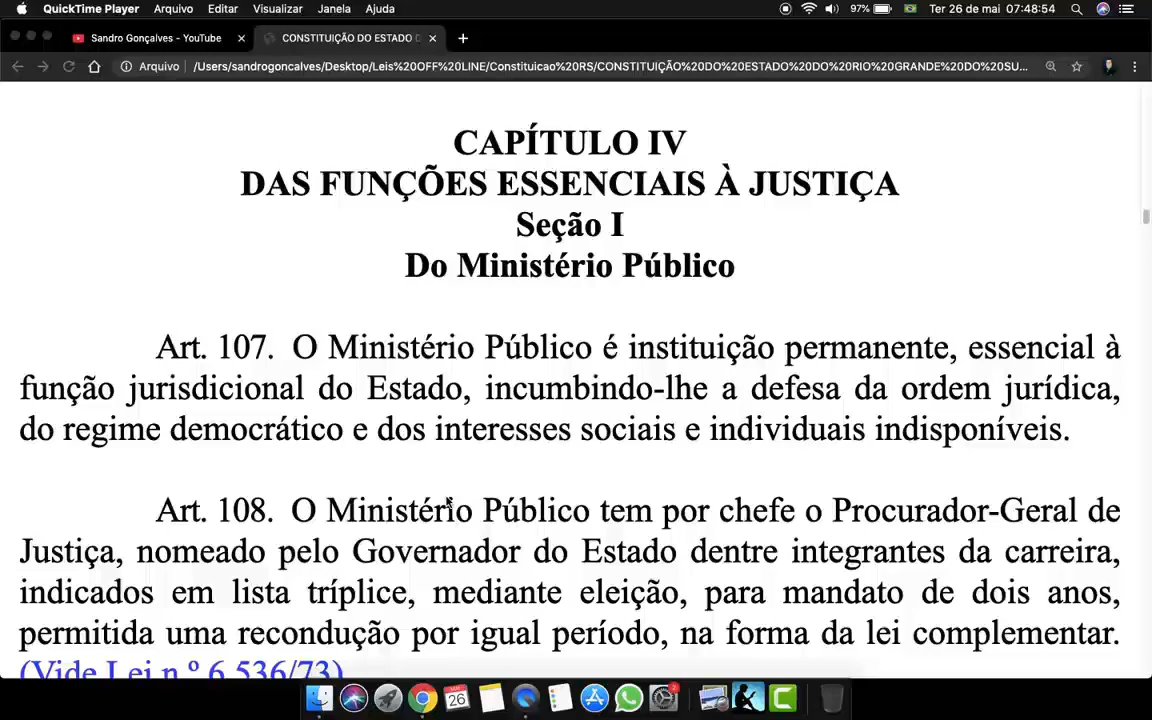 QuickTime Player Arquivo Editar Visualizar Janela Ajuda 97% Ter 26 de mai 07:48:54
Sandro Gonçalves - YouTube CONSTITUIÇÃO DO ESTADO
Arquivo /Users/sandrogoncalves/Desktop/Leis%20OFF%20LINE/Constituicao%20RS/CONSTITUIÇÃO%20DO%20ESTADO%20DO%20RIO%20GRANDE%20DO%20SU...
CAPÍTULO IV
DAS FUNÇÕES ESSENCIAIS À JUSTIÇA
Seção I
Do Ministério Público
Art. 107. O Ministério Público é instituição permanente, essencial à
função jurisdicional do Estado, incumbindo-lhe a defesa da ordem jurídica,
do regime democrático e dos interesses sociais e individuais indisponíveis.
Art. 108. O Ministério Público tem por chefe o Procurador-Geral de
Justiça, nomeado pelo Governador do Estado dentre integrantes da carreira,
indicados em lista tríplice, mediante eleição, para mandato de dois anos,
permitida uma recondução por igual período, na forma da lei complementar.
(Vide Lei n.º 6.536/73)
26